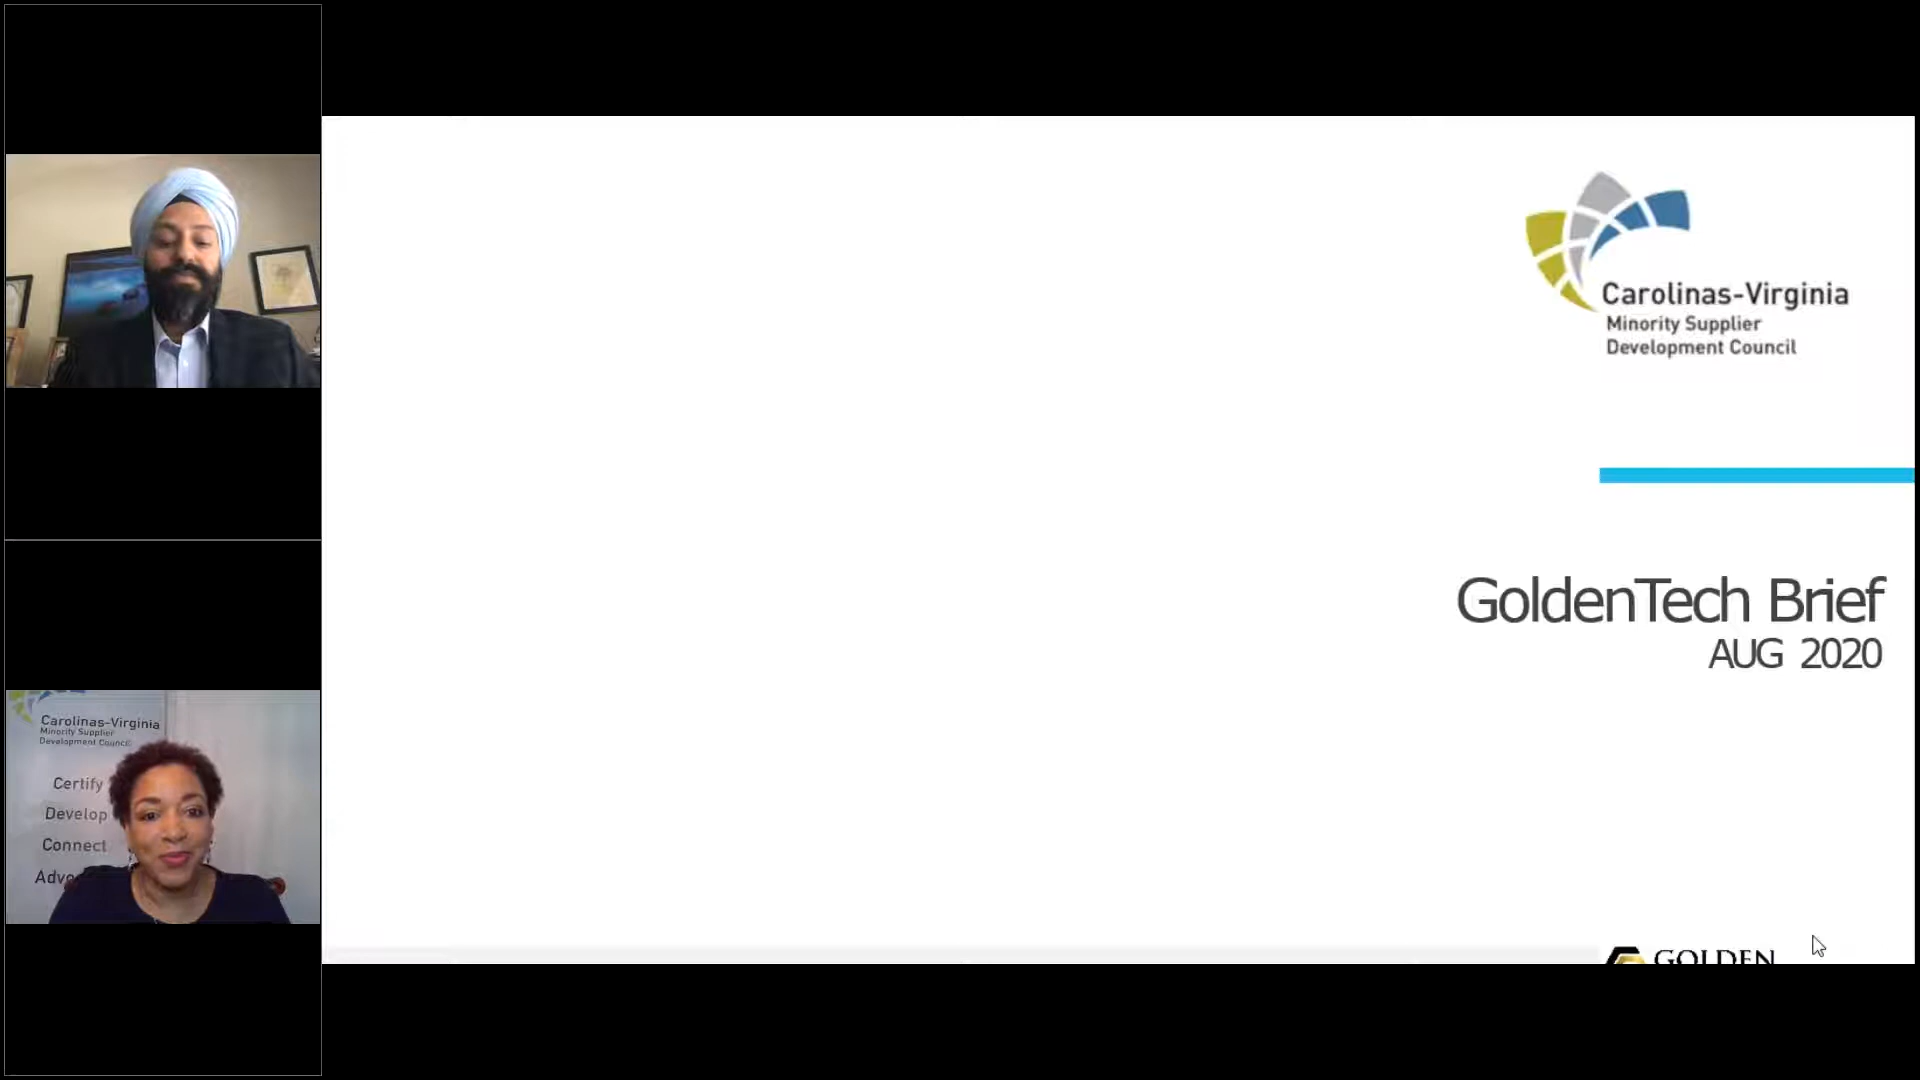 Carolinas-Virginia
Minority Supplier
Development Council
GoldenTech Brief
AUG 2020
GOLDEN
Carolinas-Virginia
Minority Supplier
Development Council
Certify
Develop
Connect
Advo